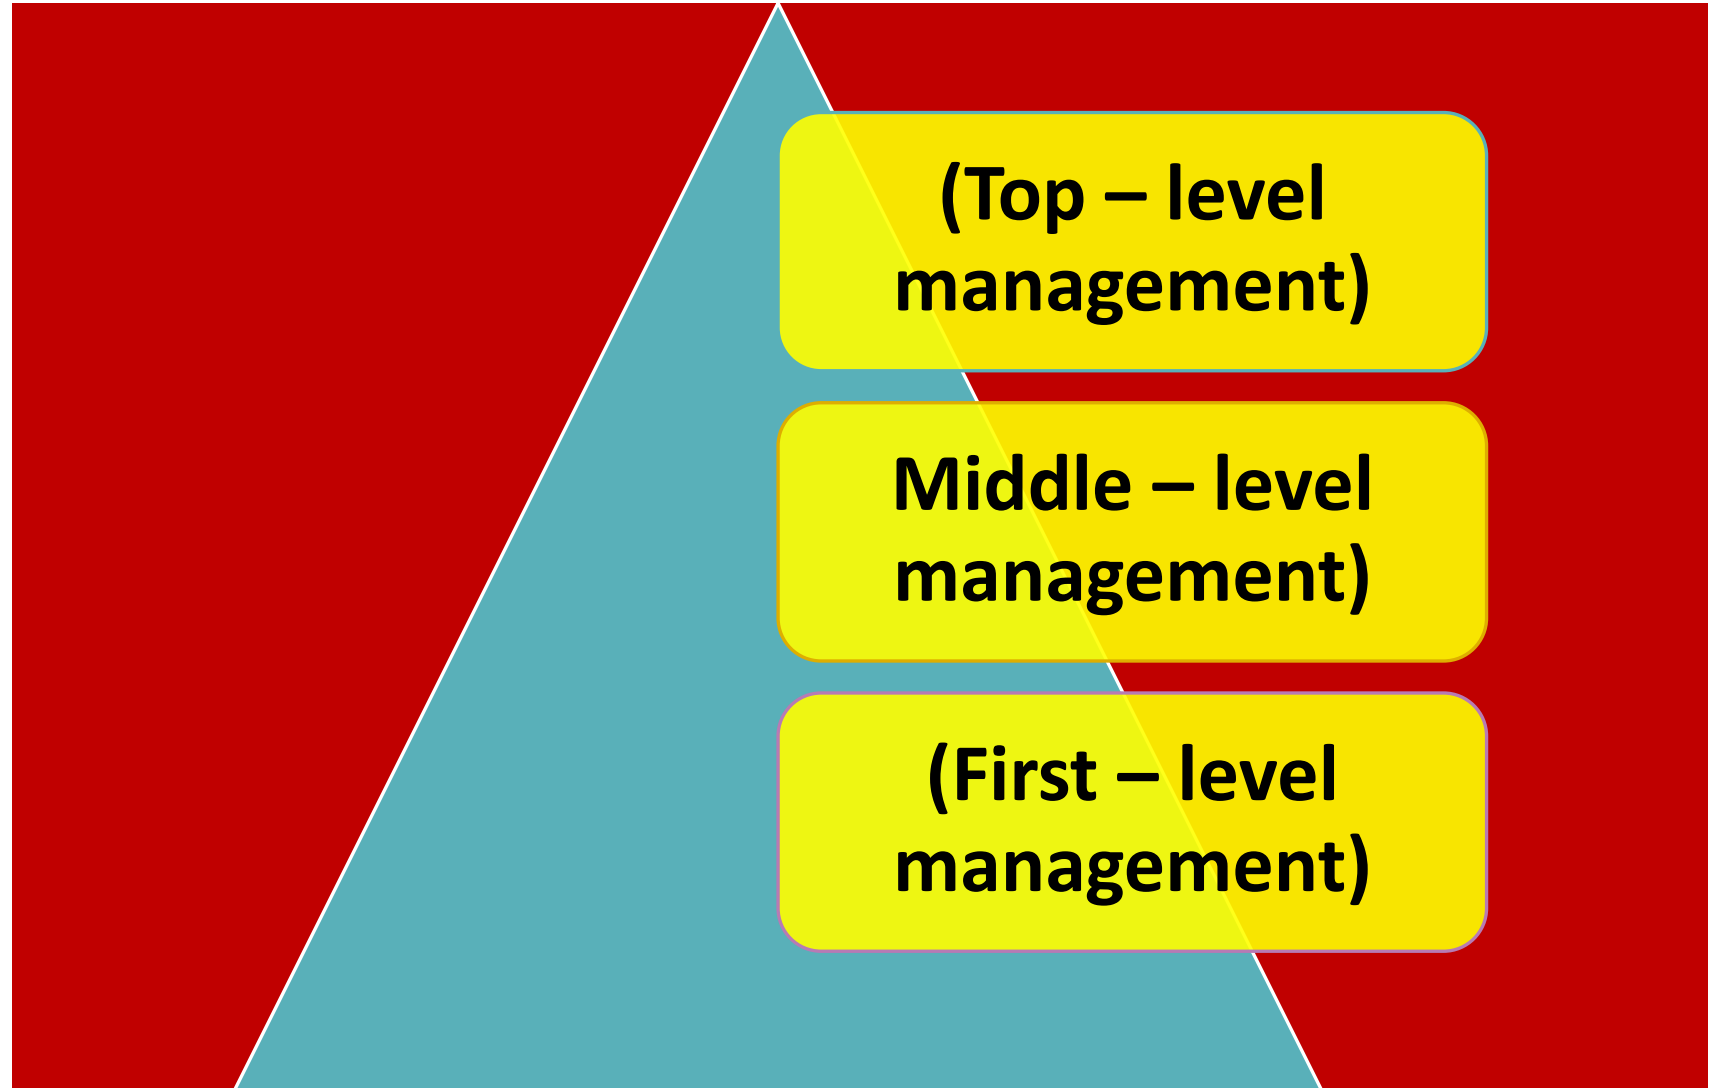 (Top – level
management)
Middle – level
management)
(First – level
management)